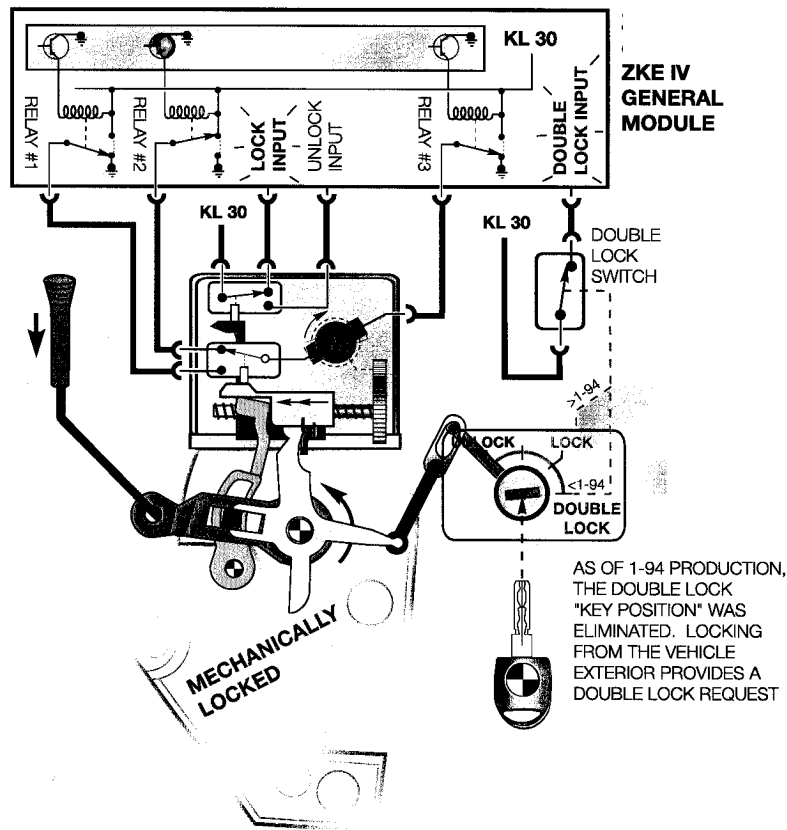 KL 30
ZKE IV
GENERAL
MODULE
RELAY #1
RELAY #2
LOCK
INPUT
UNLOCK
INPUT
RELAY #3
DOUBLE
LOCK INPUT
KL 30
KL 30
DOUBLE
LOCK
SWITCH
>1-94
UNLOCK
LOCK
<1-94
DOUBLE
LOCK
AS OF 1-94 PRODUCTION,
THE DOUBLE LOCK
"KEY POSITION" WAS
ELIMINATED. LOCKING
FROM THE VEHICLE
EXTERIOR PROVIDES A
DOUBLE LOCK REQUEST
MECHANICALLY
LOCKED